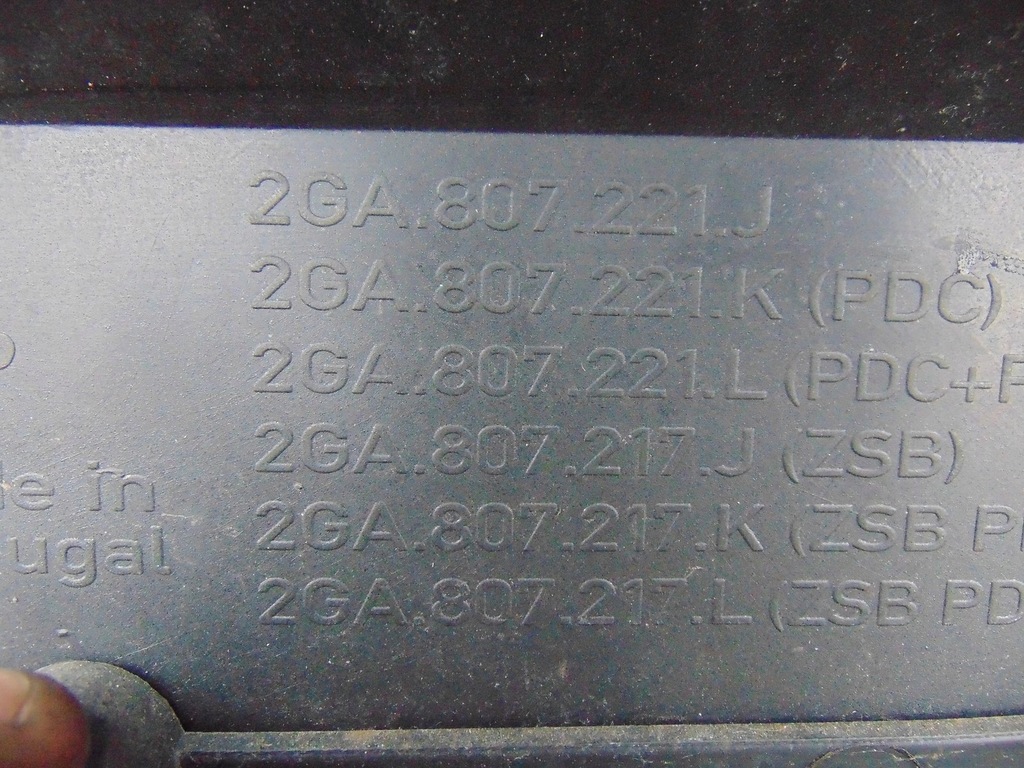 2GA.807.221.J
2GA.807.221.K (PDC)
2GA.807.221.L (PDC+
2GA.807.217.J (ZSB)
2GA.807.217.K (ZSB
2GA.807.217.L (ZSB PD
in
ugal